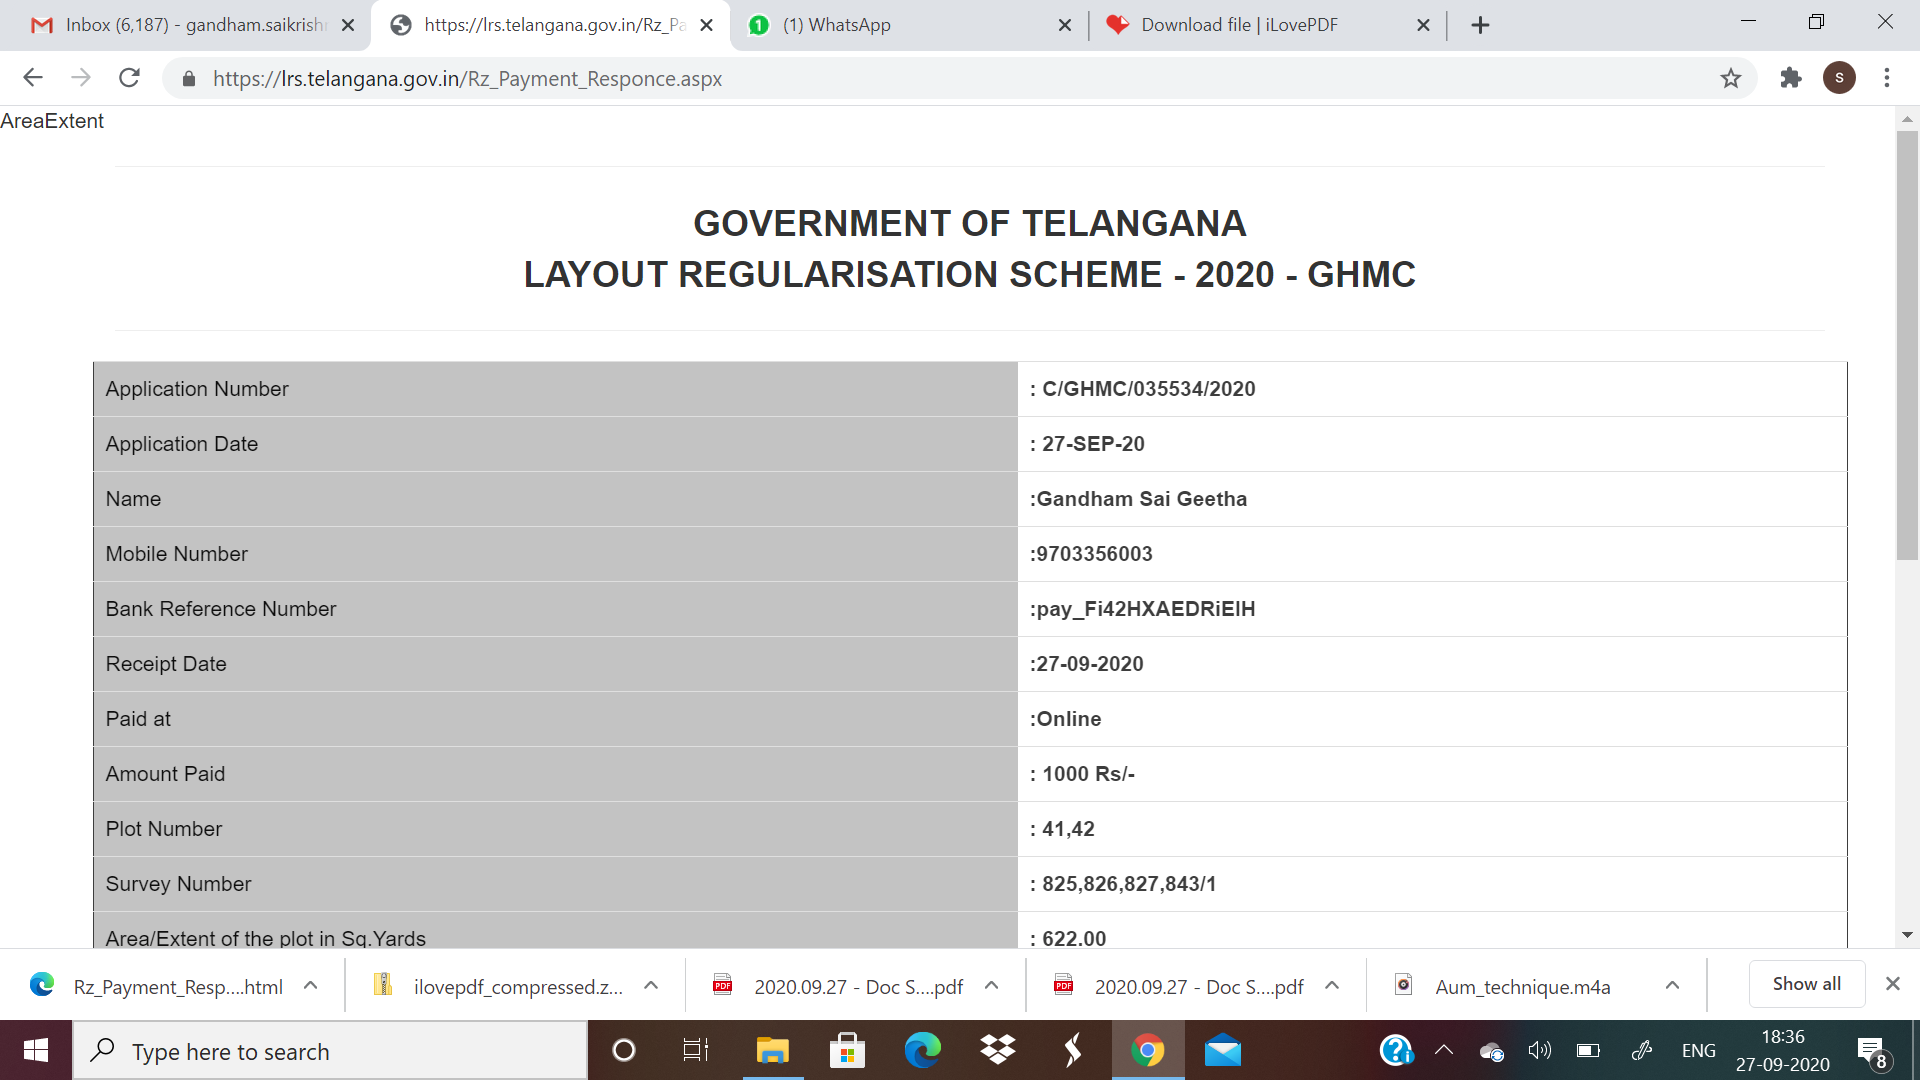 Inbox (6,187) - gandham.saikrishn
https://lrs.telangana.gov.in/Rz_Pa
(1) WhatsApp
Download file | iLovePDF
https://lrs.telangana.gov.in/Rz_Payment_Responce.aspx
S
AreaExtent
GOVERNMENT OF TELANGANA
LAYOUT REGULARISATION SCHEME - 2020 - GHMC
Application Number : C/GHMC/035534/2020
Application Date : 27-SEP-20
Name :Gandham Sai Geetha
Mobile Number :9703356003
Bank Reference Number :pay_Fi42HXAEDRiEIH
Receipt Date :27-09-2020
Paid at :Online
Amount Paid : 1000 Rs/-
Plot Number : 41,42
Survey Number : 825,826,827,843/1
Area/Extent of the plot in Sq.Yards : 622.00
Rz_Payment_Resp....html
ilovepdf_compressed.z...
2020.09.27 - Doc S....pdf
2020.09.27 - Doc S....pdf
Aum_technique.m4a
Show all
Type here to search
ENG
18:36
27-09-2020
8